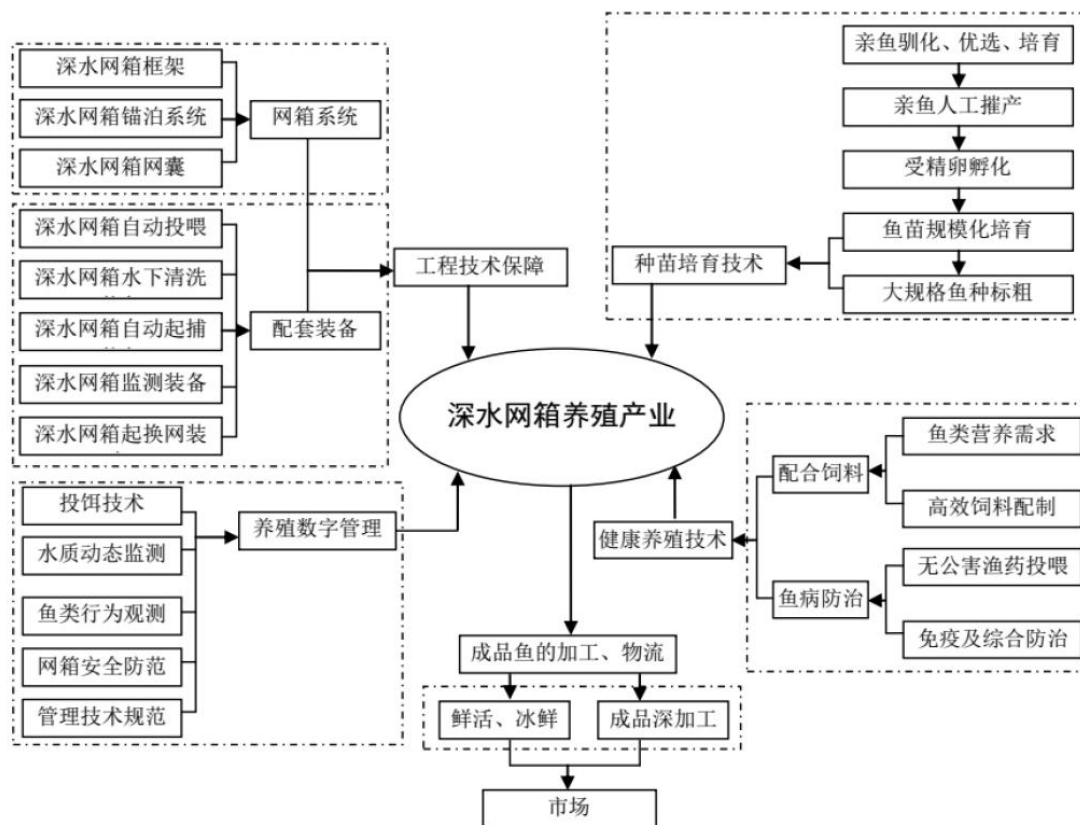 深水网箱框架
深水网箱锚泊系统
深水网箱网囊
网箱系统
深水网箱自动投喂
深水网箱水下清洗
深水网箱自动起捕
深水网箱监测装备
深水网箱起换网装
配套装备
工程技术保障
亲鱼驯化、优选、培育
亲鱼人工摧产
受精卵孵化
鱼苗规模化培育
大规格鱼种标粗
种苗培育技术
深水网箱养殖产业
投饵技术
水质动态监测
鱼类行为观测
网箱安全防范
管理技术规范
养殖数字管理
鱼类营养需求
高效饲料配制
配合饲料
无公害渔药投喂
免疫及综合防治
鱼病防治
健康养殖技术
成品鱼的加工、物流
鲜活、冰鲜
成品深加工
市场